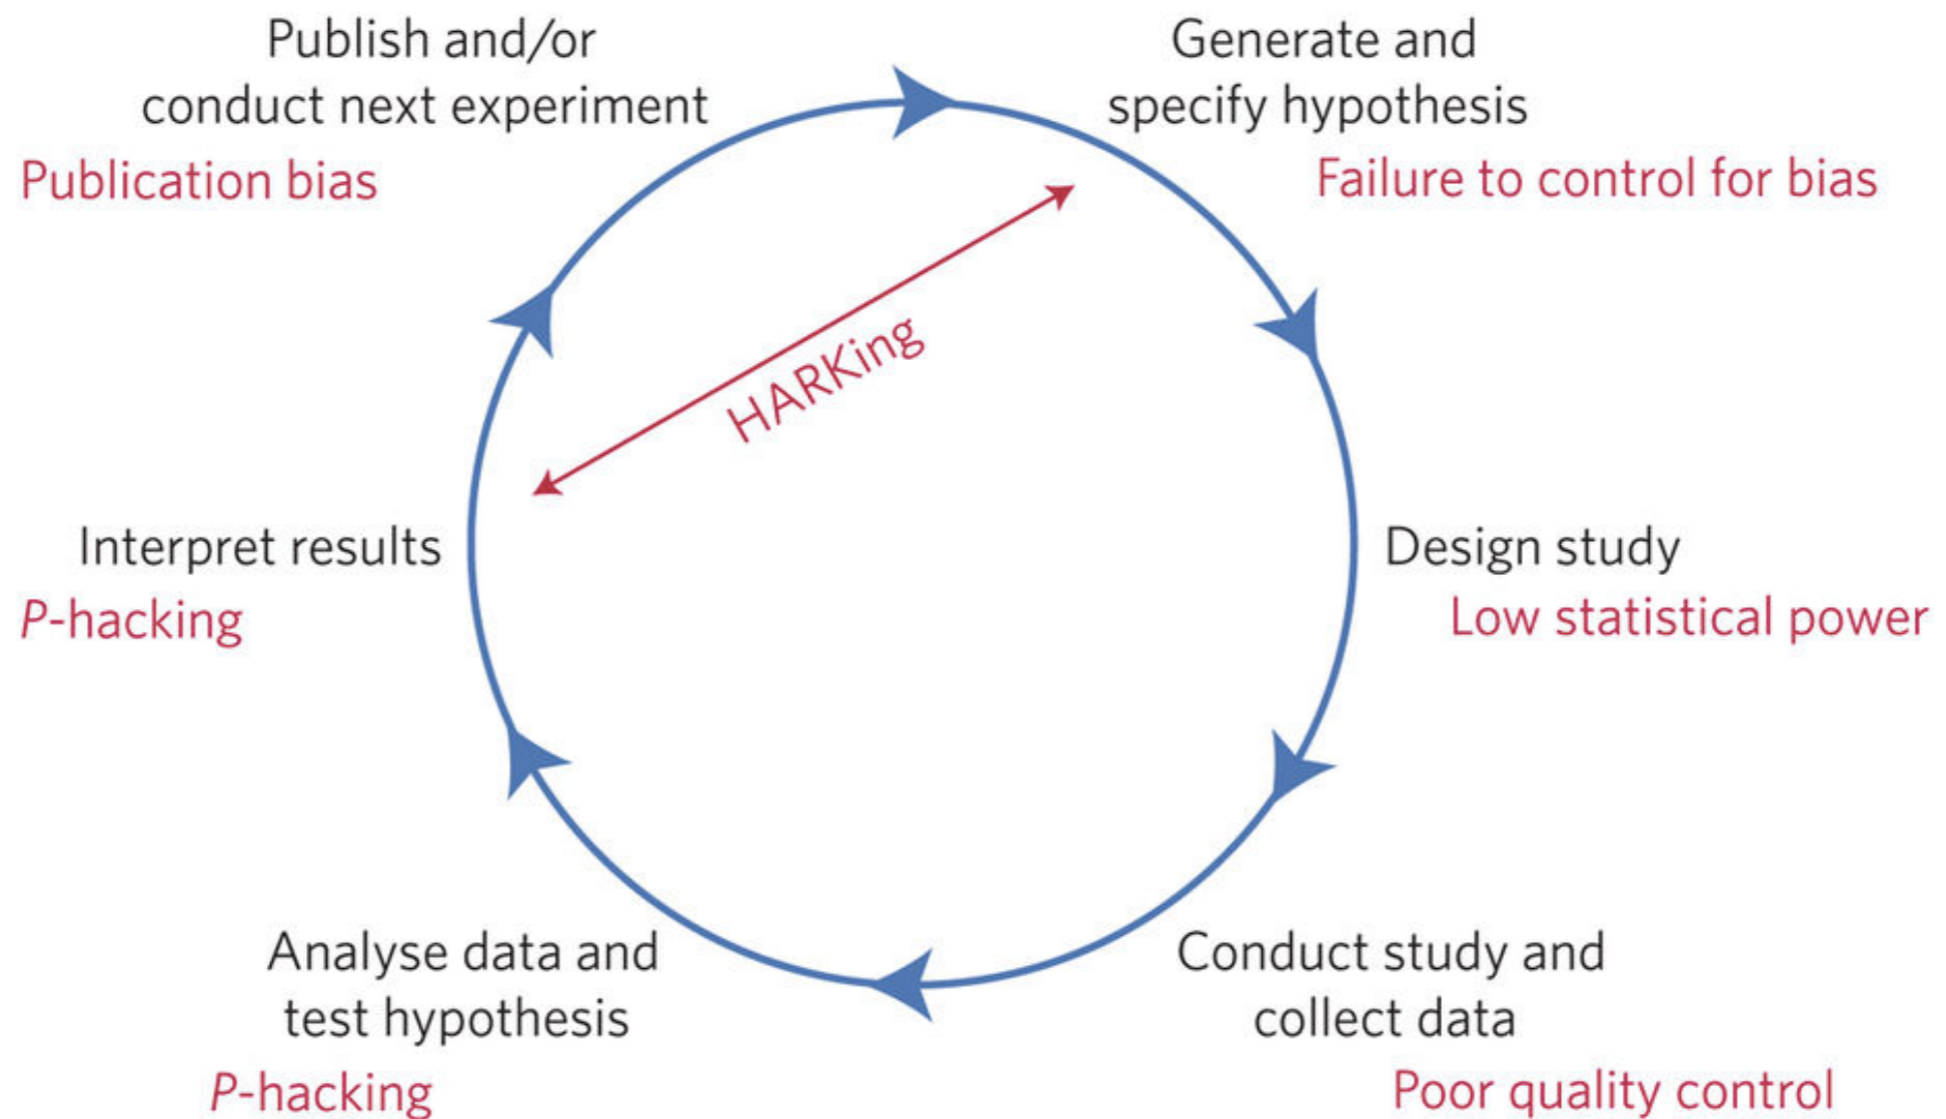 Publish and/or
conduct next experiment
Publication bias
Generate and
specify hypothesis
Failure to control for bias
HARKing
Interpret results
P-hacking
Design study
Low statistical power
Analyse data and
test hypothesis
P-hacking
Conduct study and
collect data
Poor quality control